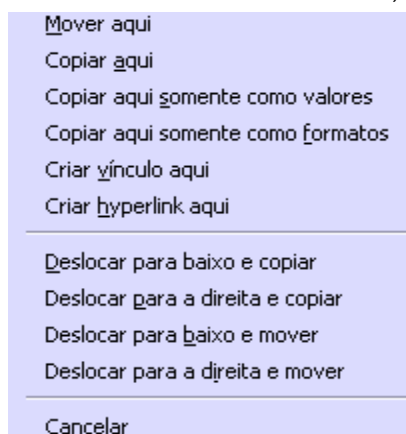 Mover aqui
Copiar aqui
Copiar aqui somente como valores
Copiar aqui somente como formatos
Criar vínculo aqui
Criar hyperlink aqui
Deslocar para baixo e copiar
Deslocar para a direita e copiar
Deslocar para baixo e mover
Deslocar para a direita e mover
Cancelar